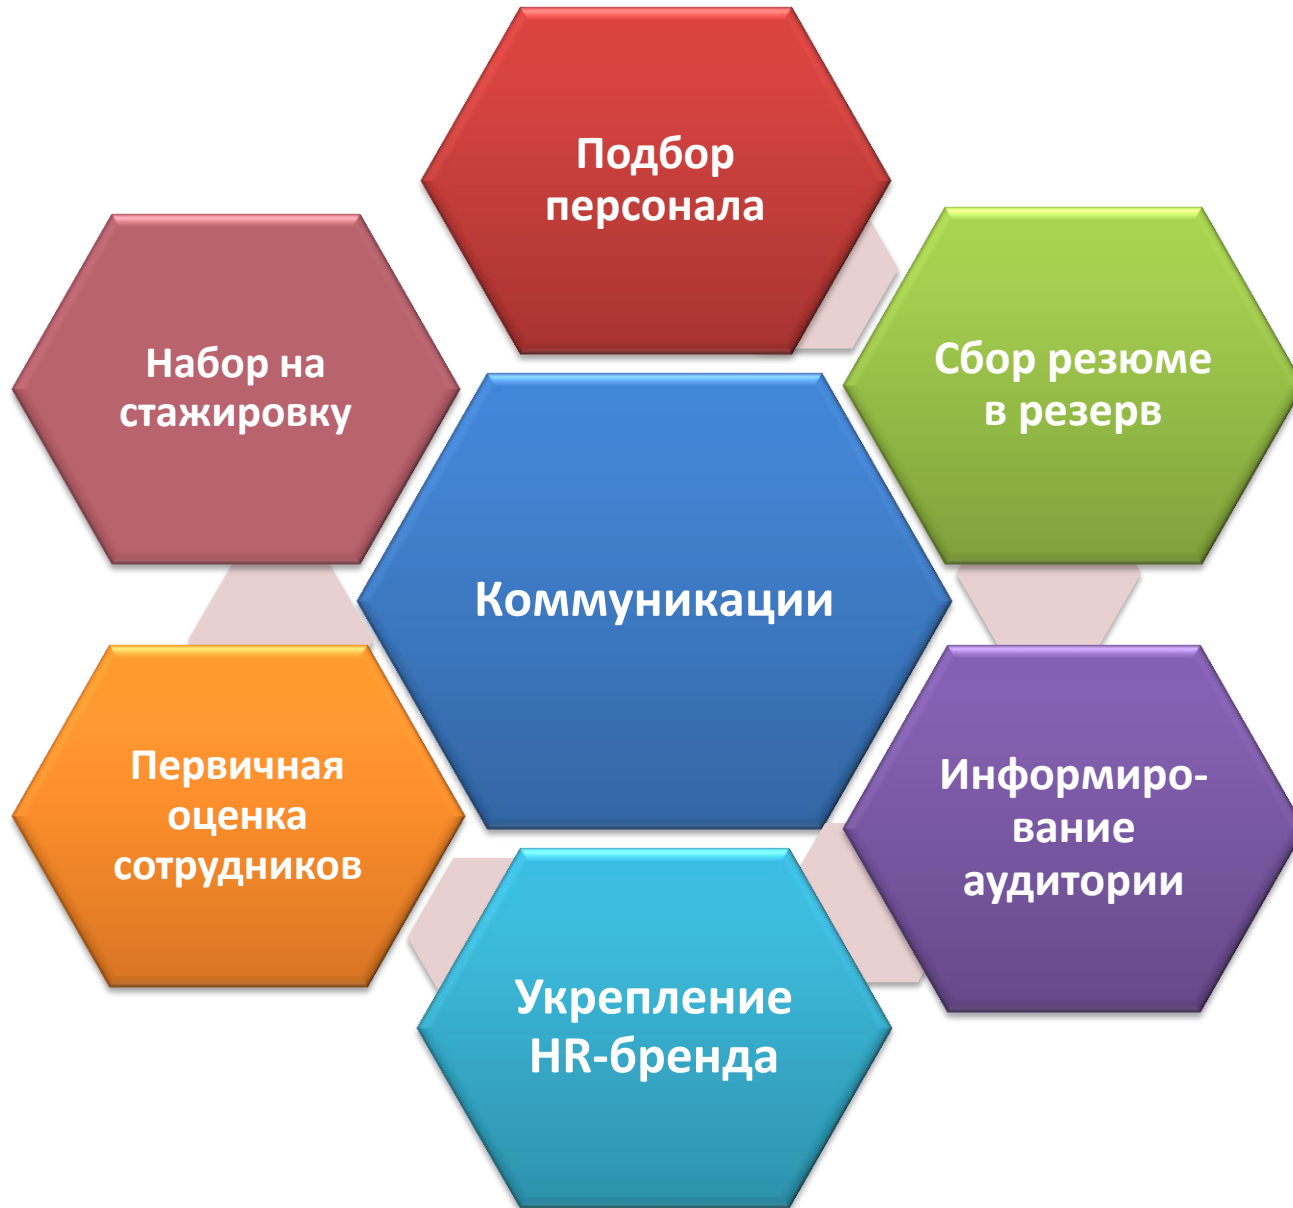 Подбор
персонала
Набор на
стажировку
Сбор резюме
в резерв
Коммуникации
Первичная
оценка
сотрудников
Информиро-
вание
аудитории
Укрепление
HR-бренда